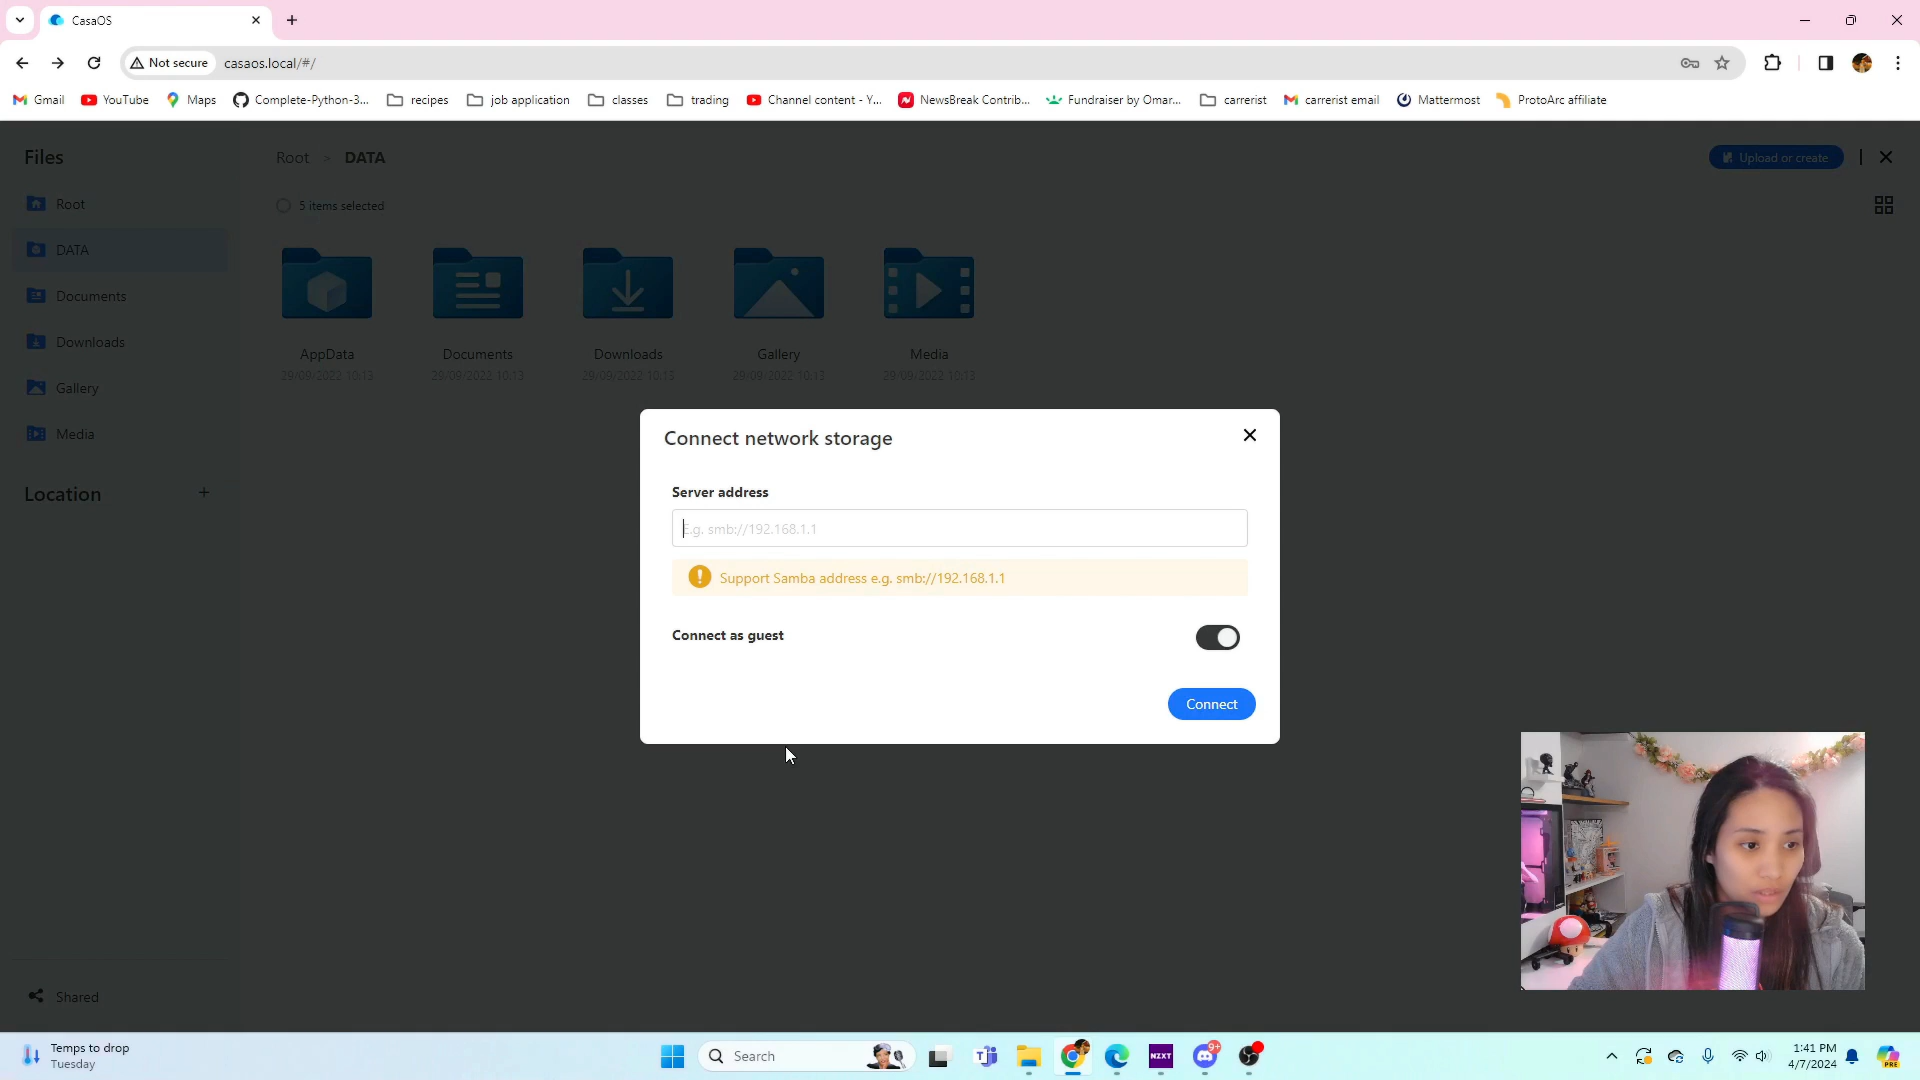 CasaOS
Not secure casaos.local/#/
Gmail YouTube Maps Complete-Python-3... recipes job application classes trading Channel content - Y... NewsBreak Contrib... Fundraiser by Omar... carrerist carrerist email Mattermost ProtoArc affiliate
Files
Root > DATA
Upload or create
Root
5 items selected
DATA
Documents
Downloads
Gallery
Media
AppData Documents Downloads Gallery Media
29/09/2022 10:13 29/09/2022 10:13 29/09/2022 10:13 29/09/2022 10:13 29/09/2022 10:13
Location +
Connect network storage
Server address
E.g. smb://192.168.1.1
Support Samba address e.g. smb://192.168.1.1
Connect as guest
Connect
Shared
Temps to drop
Tuesday
Search
NZXT
9+
1:41 PM
4/7/2024
PRE